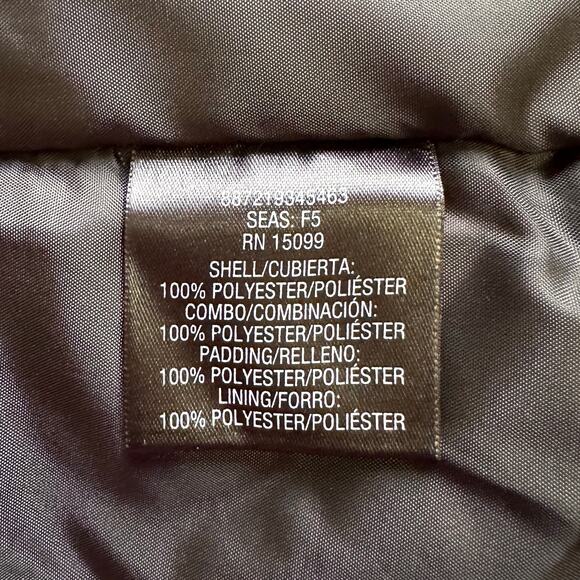 887219345463
SEAS: F5
RN 15099
SHELL/CUBIERTA:
100% POLYESTER/POLIÉSTER
COMBO/COMBINACIÓN:
100% POLYESTER/POLIÉSTER
PADDING/RELLENO:
100% POLYESTER/POLIÉSTER
LINING/FORRO:
100% POLYESTER/POLIÉSTER